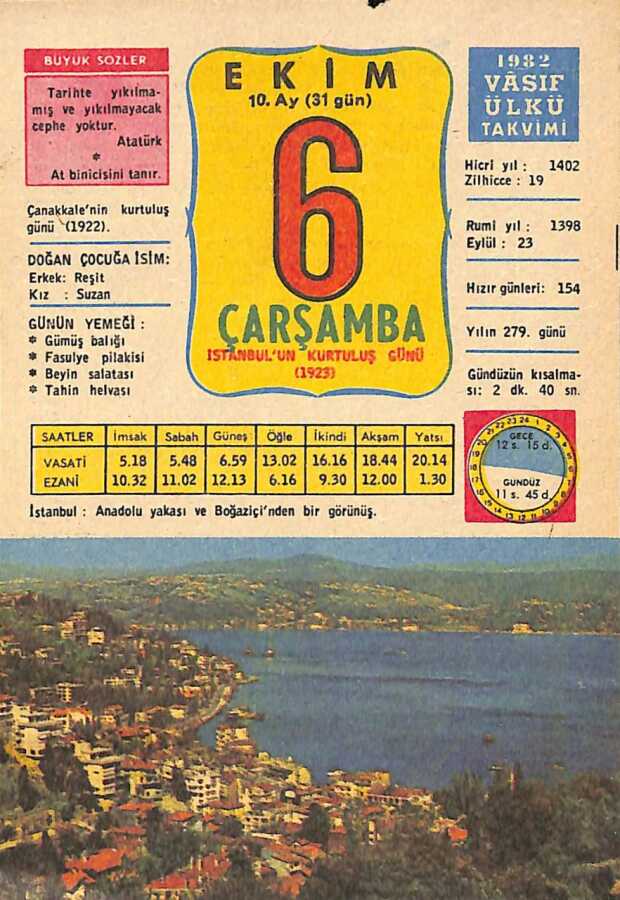 BÜYÜK SÖZLER
Tarihte yıkılma-
mış ve yıkılmayacak
cephe yoktur.
Atatürk
*
At binicisini tanır.
Çanakkale'nin kurtuluş
günü (1922).
DOĞAN ÇOCUĞA İSİM:
Erkek: Reşit
Kız : Suzan
GÜNÜN YEMEĞİ :
* Gümüş balığı
* Fasulye pilakisi
* Beyin salatası
* Tahin helvası
EKİM
10. Ay (31 gün)
6
ÇARŞAMBA
İSTANBUL'UN KURTULUŞ GÜNÜ
(1923)
1982
VÂSIF
ÜLKÜ
TAKVİMİ
Hicri yıl : 1402
Zilhicce : 19
Rumi yıl : 1398
Eylül : 23
Hızır günleri: 154
Yılın 279. günü
Gündüzün kısalma-
sı: 2 dk. 40 sn.
SAATLER İmsak Sabah Güneş Öğle İkindi Akşam Yatsı
VASATİ 5.18 5.48 6.59 13.02 16.16 18.44 20.14
EZANİ 10.32 11.02 12.13 6.16 9.30 12.00 1.30
GECE
12 s. 15 d.
GUNDUZ
11 s. 45 d.
İstanbul : Anadolu yakası ve Boğaziçi'nden bir görünüş.